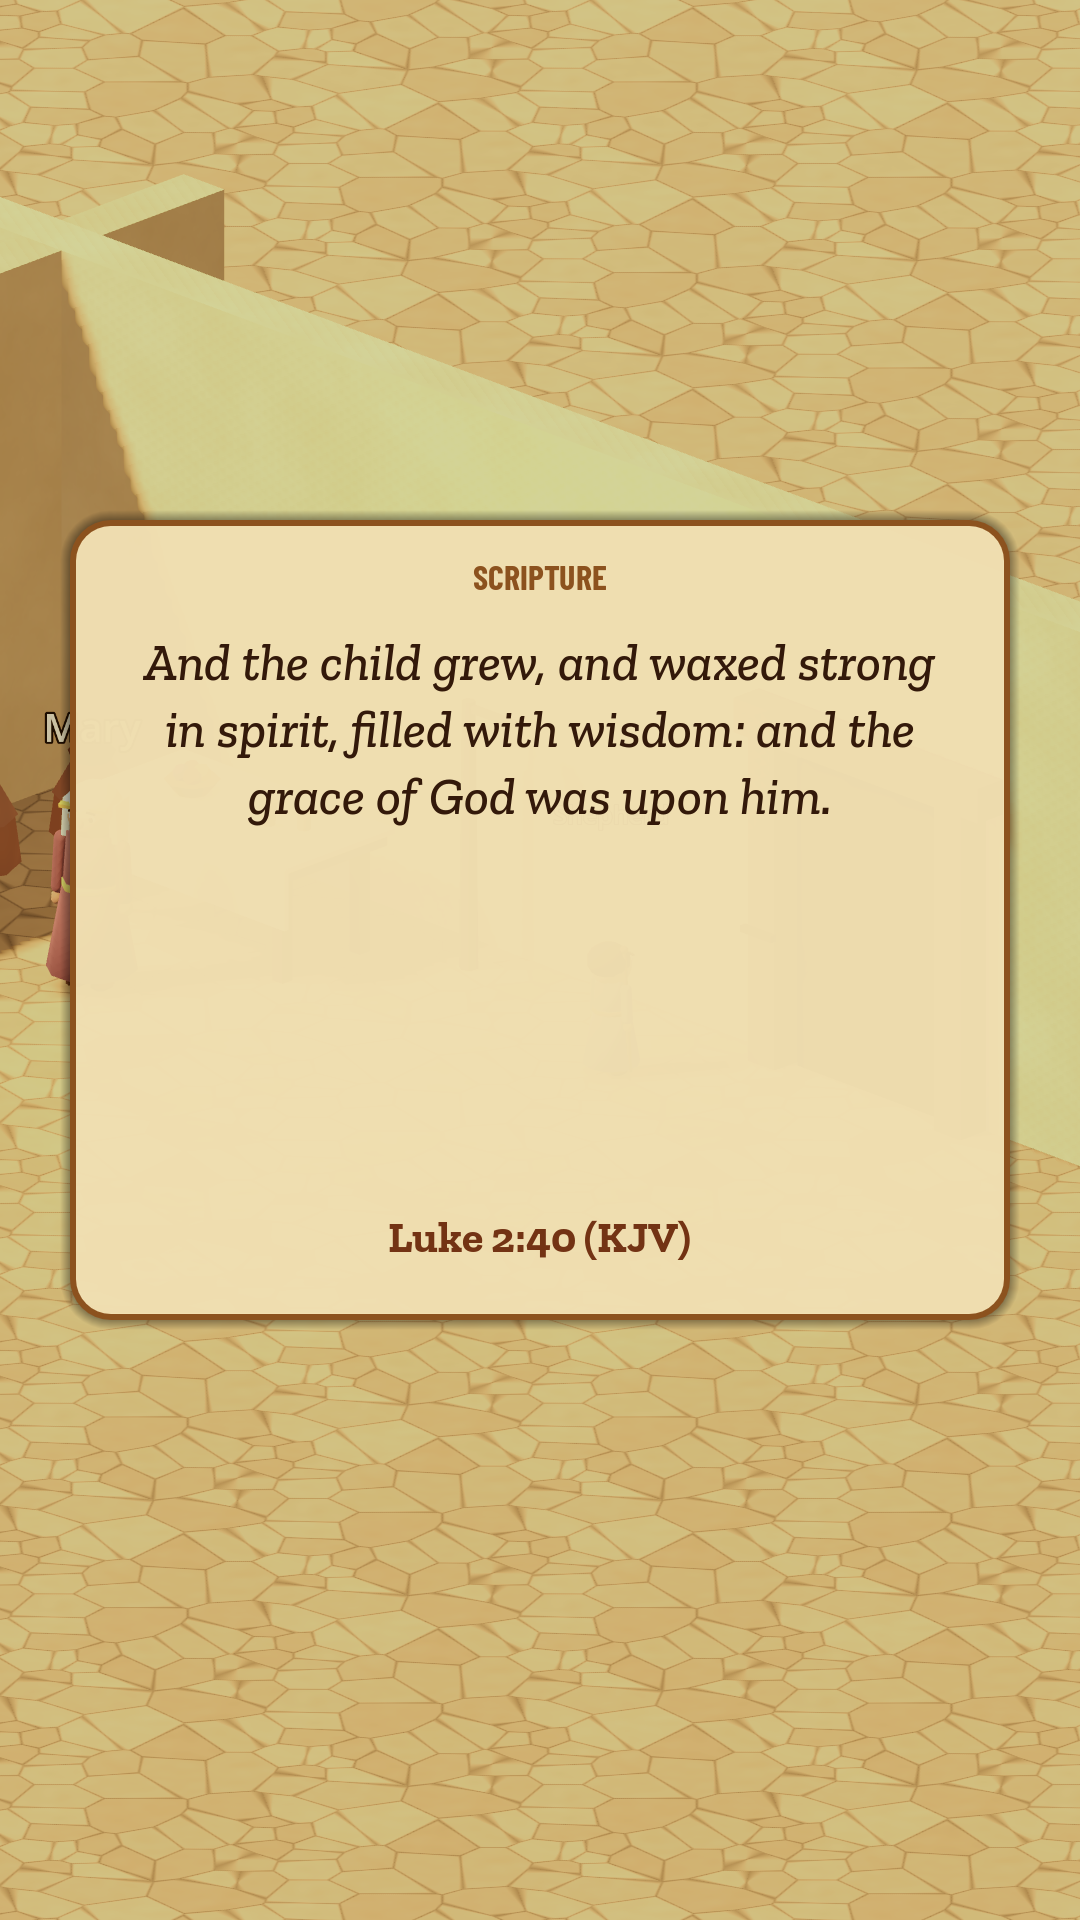 SCRIPTURE
And the child grew, and waxed strong
in spirit, filled with wisdom: and the
grace of God was upon him.
Mary
Luke 2:40 (KJV)